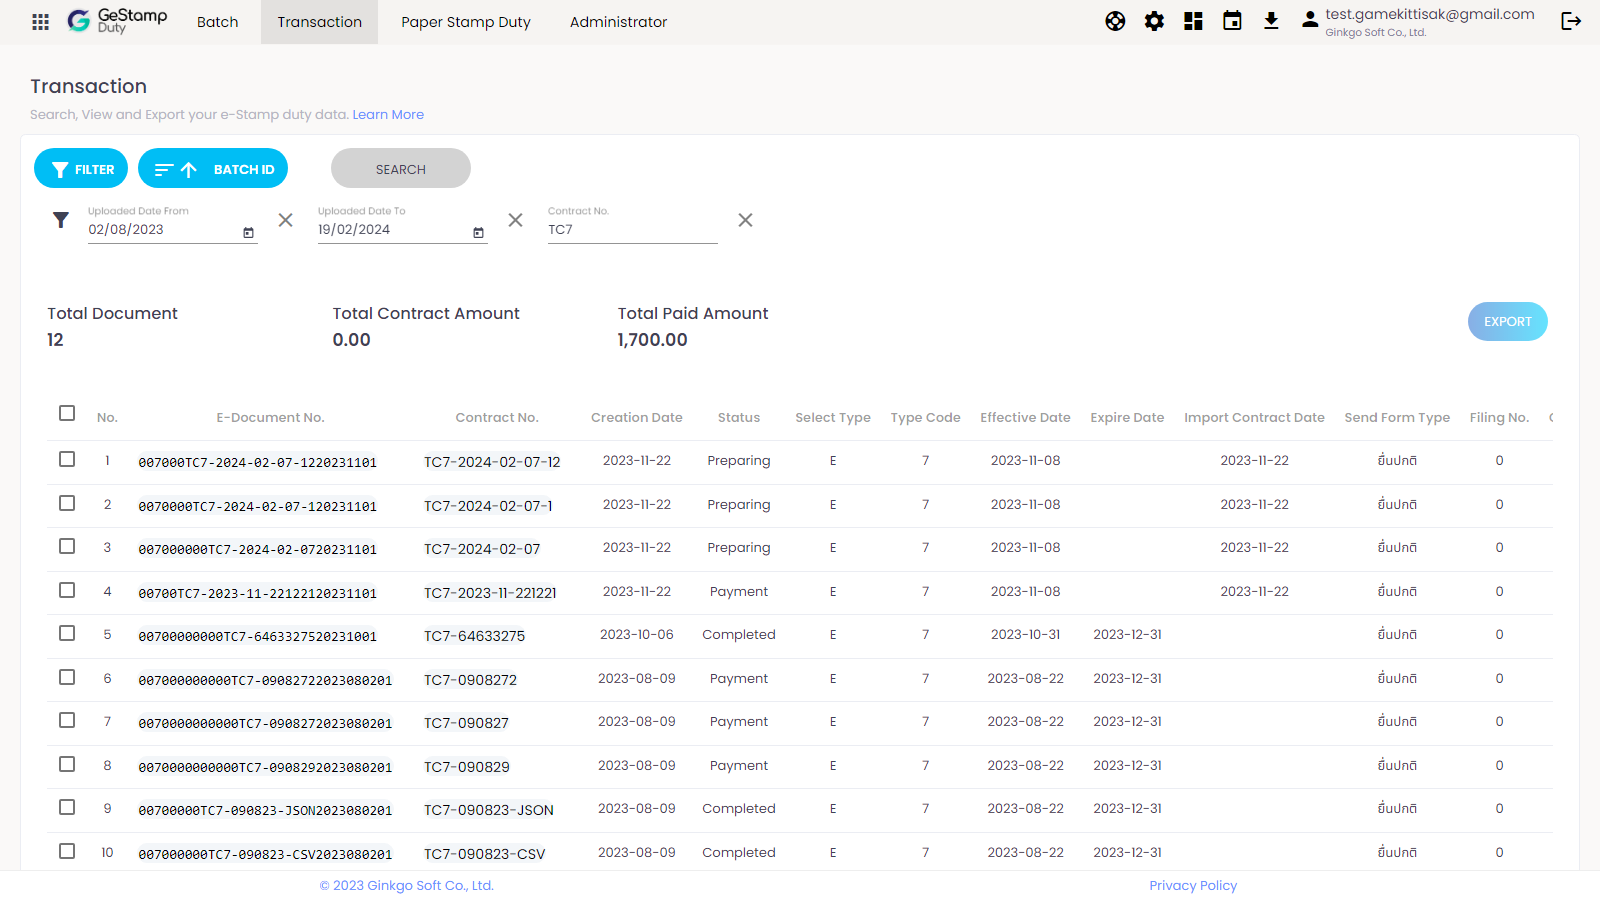 GeStamp
Duty
Batch
Transaction
Paper Stamp Duty
Administrator
test.gamekittisak@gmail.com
Ginkgo Soft Co., Ltd.
Transaction
Search, View and Export your e-Stamp duty data. Learn More
FILTER
BATCH ID
SEARCH
Uploaded Date From
02/08/2023
Uploaded Date To
19/02/2024
Contract No.
TC7
Total Document
12
Total Contract Amount
0.00
Total Paid Amount
1,700.00
EXPORT
No. E-Document No. Contract No. Creation Date Status Select Type Type Code Effective Date Expire Date Import Contract Date Send Form Type Filing No.
1 007000TC7-2024-02-07-1220231101 TC7-2024-02-07-12 2023-11-22 Preparing E 7 2023-11-08 2023-11-22 ยื่นปกติ 0
2 0070000TC7-2024-02-07-120231101 TC7-2024-02-07-1 2023-11-22 Preparing E 7 2023-11-08 2023-11-22 ยื่นปกติ 0
3 007000000TC7-2024-02-0720231101 TC7-2024-02-07 2023-11-22 Preparing E 7 2023-11-08 2023-11-22 ยื่นปกติ 0
4 00700TC7-2023-11-22122120231101 TC7-2023-11-221221 2023-11-22 Payment E 7 2023-11-08 2023-11-22 ยื่นปกติ 0
5 00700000000TC7-6463327520231001 TC7-64633275 2023-10-06 Completed E 7 2023-10-31 2023-12-31 ยื่นปกติ 0
6 007000000000TC7-09082722023080201 TC7-0908272 2023-08-09 Payment E 7 2023-08-22 2023-12-31 ยื่นปกติ 0
7 0070000000000TC7-0908272023080201 TC7-090827 2023-08-09 Payment E 7 2023-08-22 2023-12-31 ยื่นปกติ 0
8 0070000000000TC7-0908292023080201 TC7-090829 2023-08-09 Payment E 7 2023-08-22 2023-12-31 ยื่นปกติ 0
9 00700000TC7-090823-JSON2023080201 TC7-090823-JSON 2023-08-09 Completed E 7 2023-08-22 2023-12-31 ยื่นปกติ 0
10 007000000TC7-090823-CSV2023080201 TC7-090823-CSV 2023-08-09 Completed E 7 2023-08-22 2023-12-31 ยื่นปกติ 0
© 2023 Ginkgo Soft Co., Ltd.
Privacy Policy